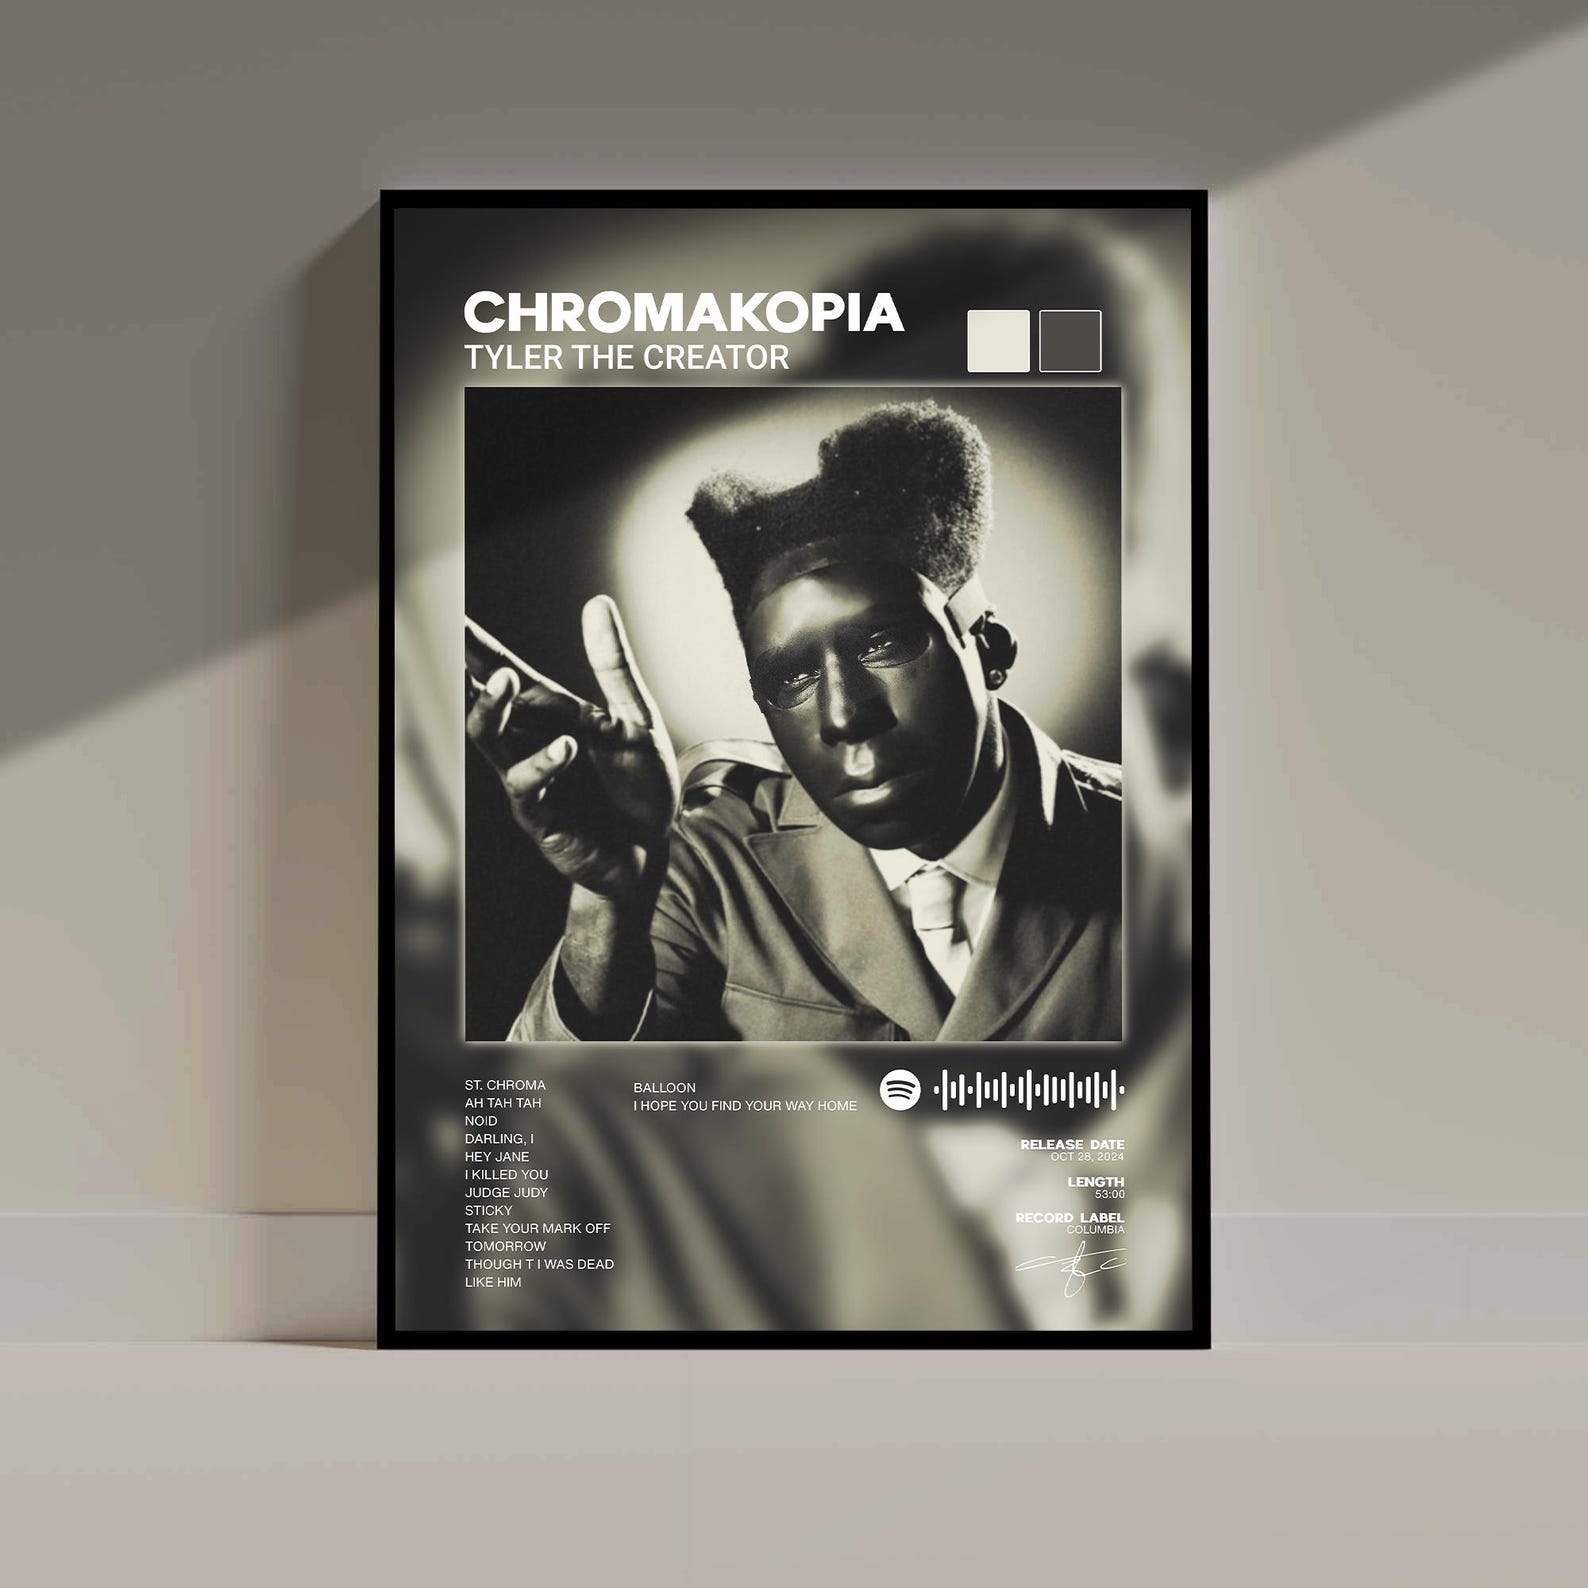 CHROMAKOPIA
TYLER THE CREATOR
ST. CHROMA
AH TAH TAH
NOID
DARLING, I
HEY JANE
I KILLED YOU
JUDGE JUDY
STICKY
TAKE YOUR MARK OFF
TOMORROW
THOUGH T I WAS DEAD
LIKE HIM
BALLOON
I HOPE YOU FIND YOUR WAY HOME
RELEASE DATE
OCT 28, 2024
LENGTH
53:00
RECORD LABEL
COLUMBIA